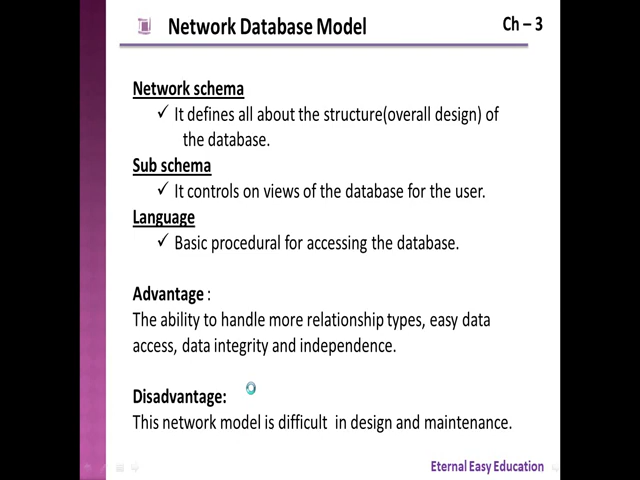 Network Database Model
Ch – 3
Network schema
✓ It defines all about the structure(overall design) of
the database.
Sub schema
✓ It controls on views of the database for the user.
Language
✓ Basic procedural for accessing the database.
Advantage :
The ability to handle more relationship types, easy data
access, data integrity and independence.
Disadvantage:
This network model is difficult in design and maintenance.
Eternal Easy Education